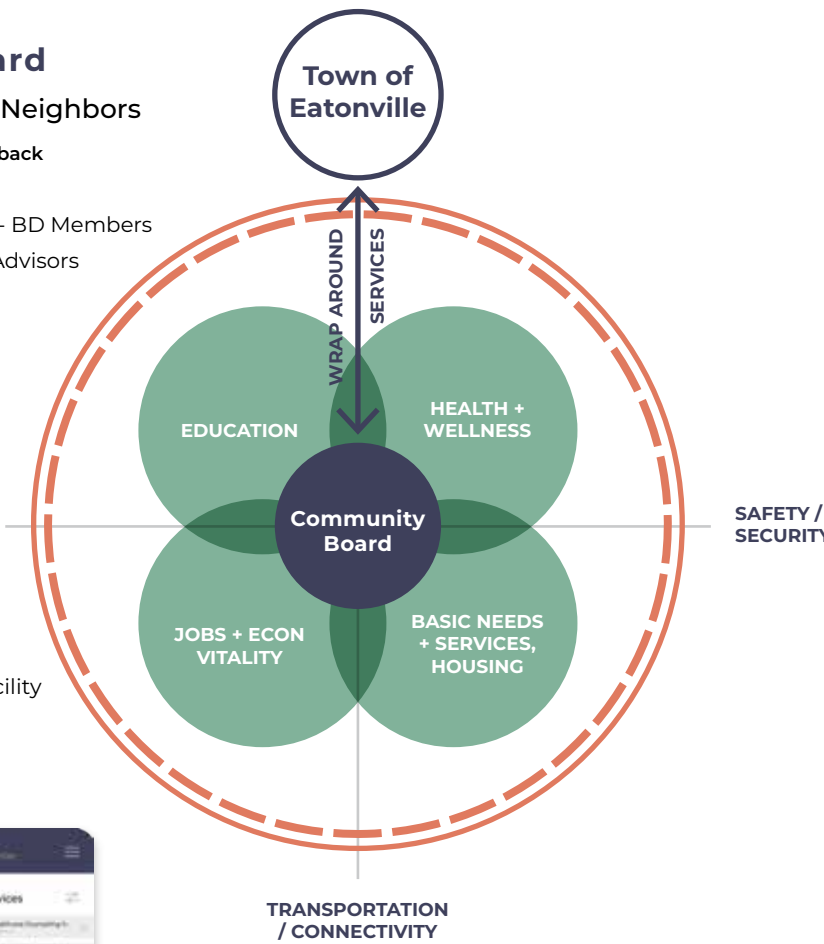 ard
Neighbors
back
- BD Members
Advisors
Town of
Eatonville
WRAP AROUND
SERVICES
EDUCATION
HEALTH +
WELLNESS
Community
Board
SAFETY /
SECURITY
JOBS + ECON
VITALITY
BASIC NEEDS
+ SERVICES,
HOUSING
cility
vices
TRANSPORTATION
/ CONNECTIVITY